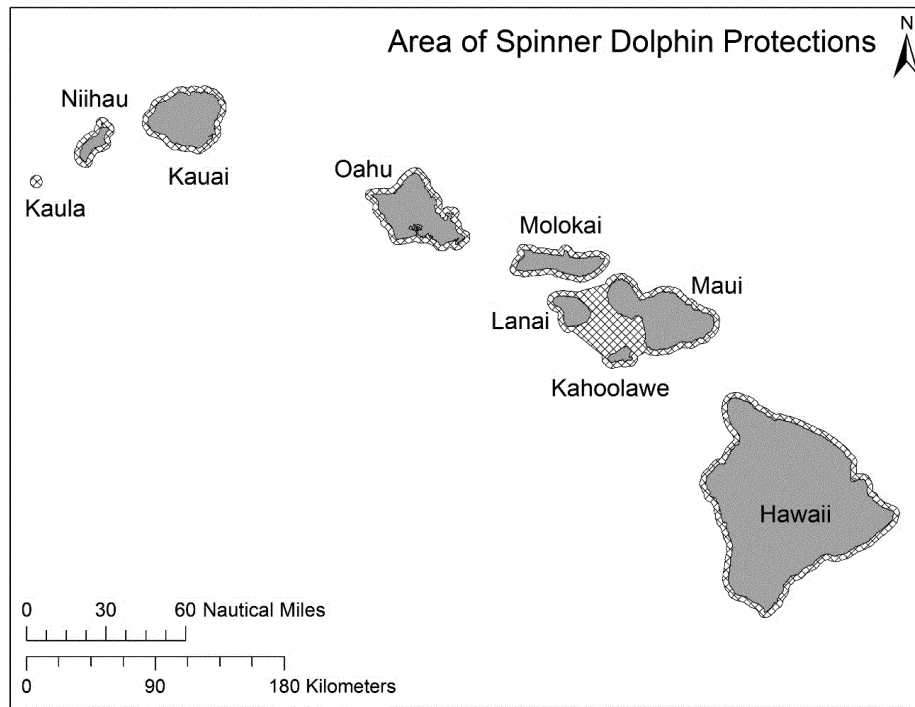 Area of Spinner Dolphin Protections
N
Niihau
Kauai
Kaula
Oahu
Molokai
Maui
Lanai
Kahoolawe
Hawaii
0 30 60 Nautical Miles
0 90 180 Kilometers